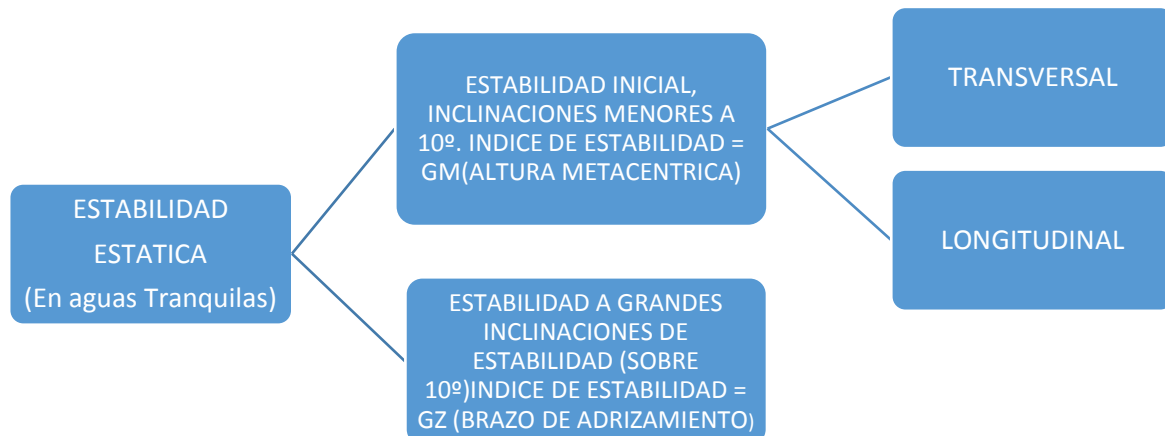 ESTABILIDAD
ESTATICA
(En aguas Tranquilas)
ESTABILIDAD INICIAL,
INCLINACIONES MENORES A
10º. INDICE DE ESTABILIDAD =
GM(ALTURA METACENTRICA)
TRANSVERSAL
LONGITUDINAL
ESTABILIDAD A GRANDES
INCLINACIONES DE
ESTABILIDAD (SOBRE
10º)INDICE DE ESTABILIDAD =
GZ (BRAZO DE ADRIZAMIENTO)